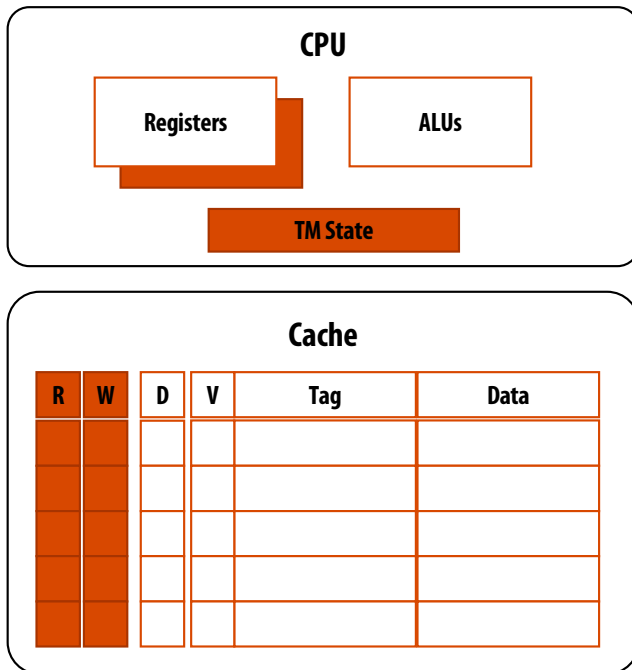 CPU
Registers
ALUs
TM State
Cache
R W D V Tag Data